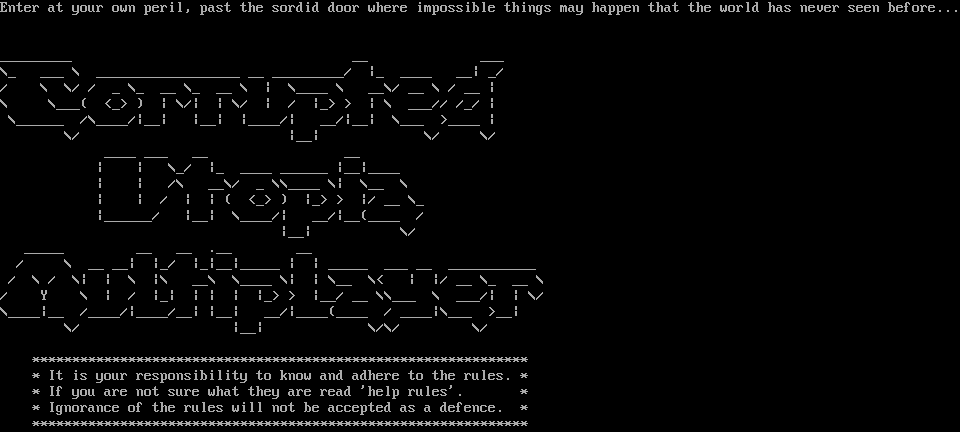 Enter at your own peril, past the sordid door where impossible things may happen that the world has never seen before...
Corrupted
Utopia
Multiplayer
It is your responsibility to know and adhere to the rules.
If you are not sure what they are read 'help rules'.
Ignorance of the rules will not be accepted as a defence.